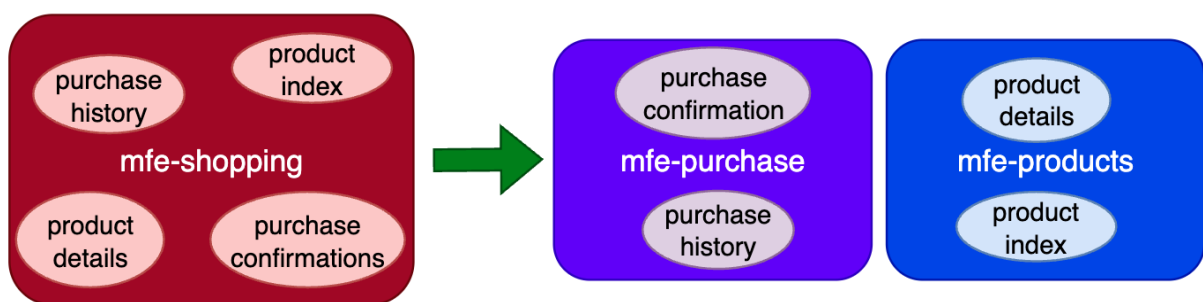 purchase
history
product
index
mfe-shopping
product
details
purchase
confirmations
purchase
confirmation
mfe-purchase
purchase
history
product
details
mfe-products
product
index